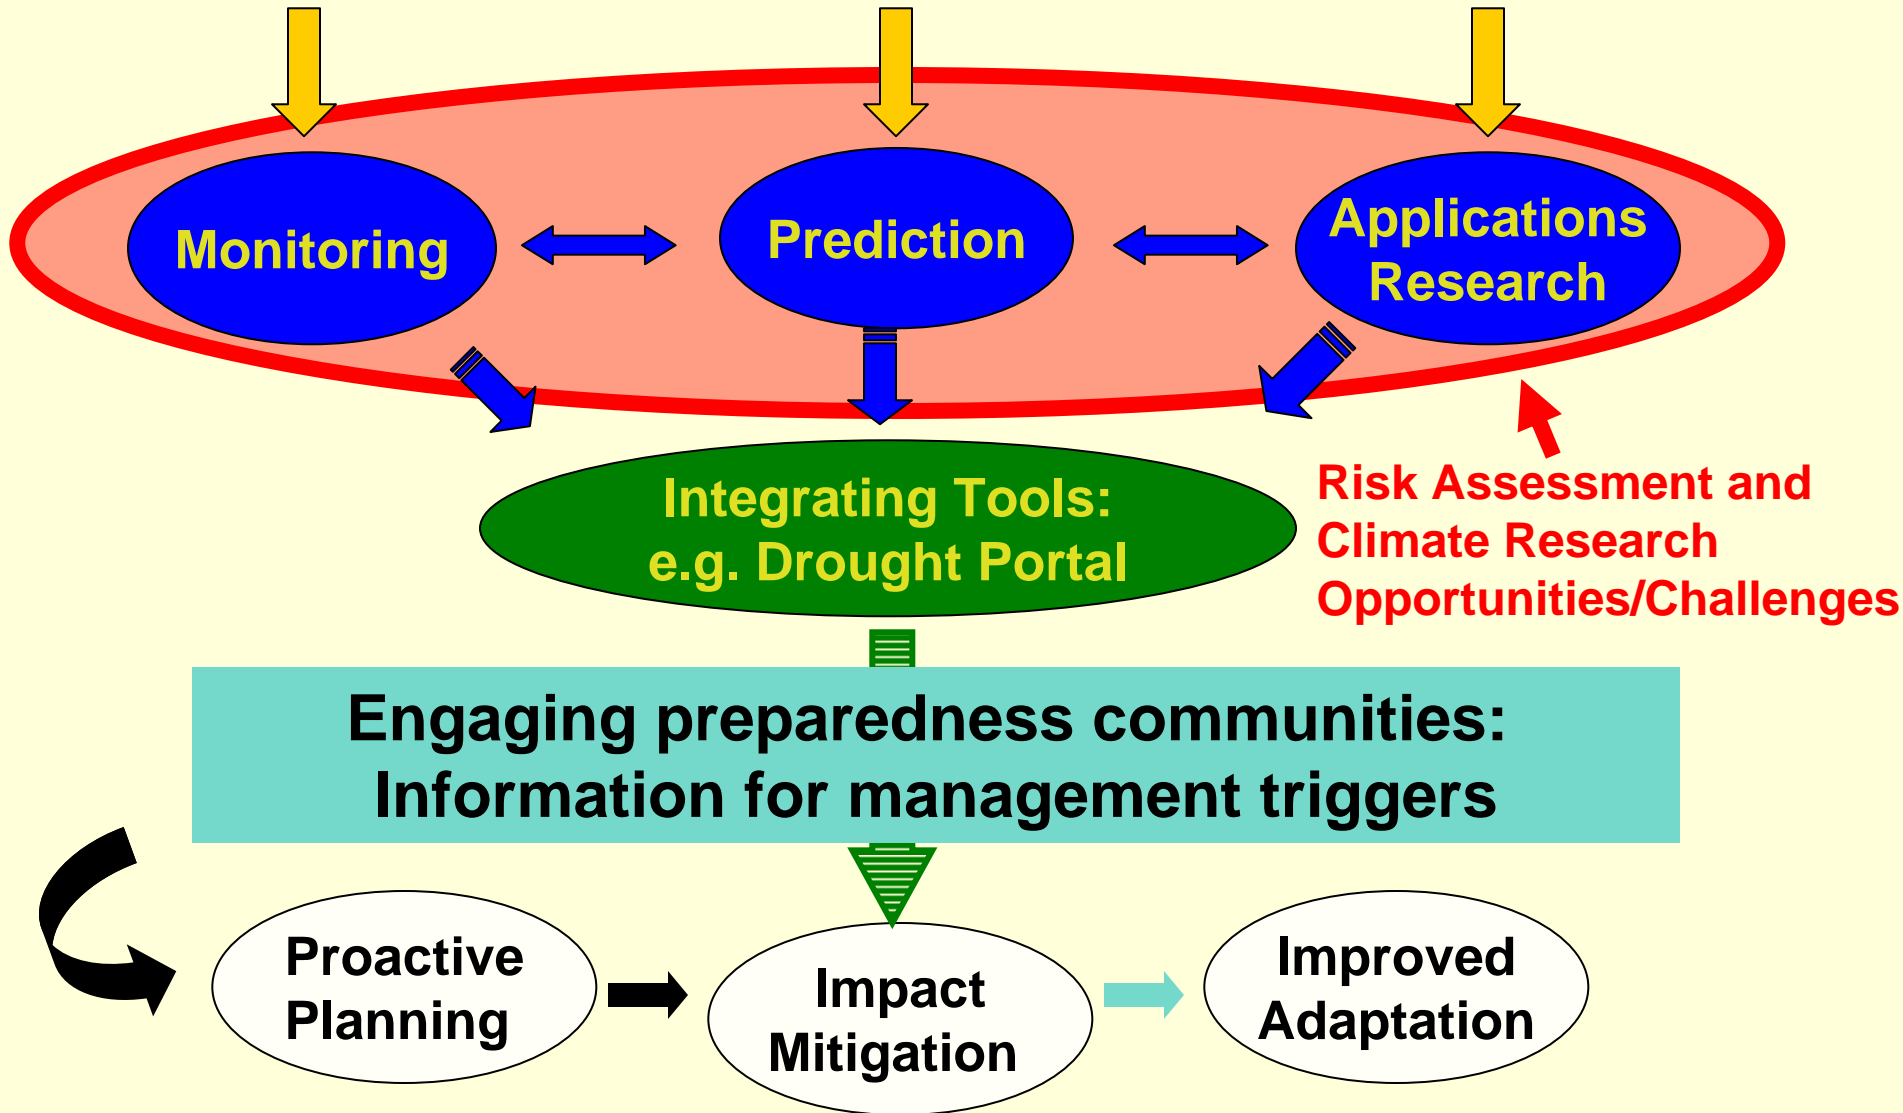 Monitoring
Prediction
Applications
Research
Integrating Tools:
e.g. Drought Portal
Risk Assessment and
Climate Research
Opportunities/Challenges
Engaging preparedness communities:
Information for management triggers
Proactive
Planning
Impact
Mitigation
Improved
Adaptation